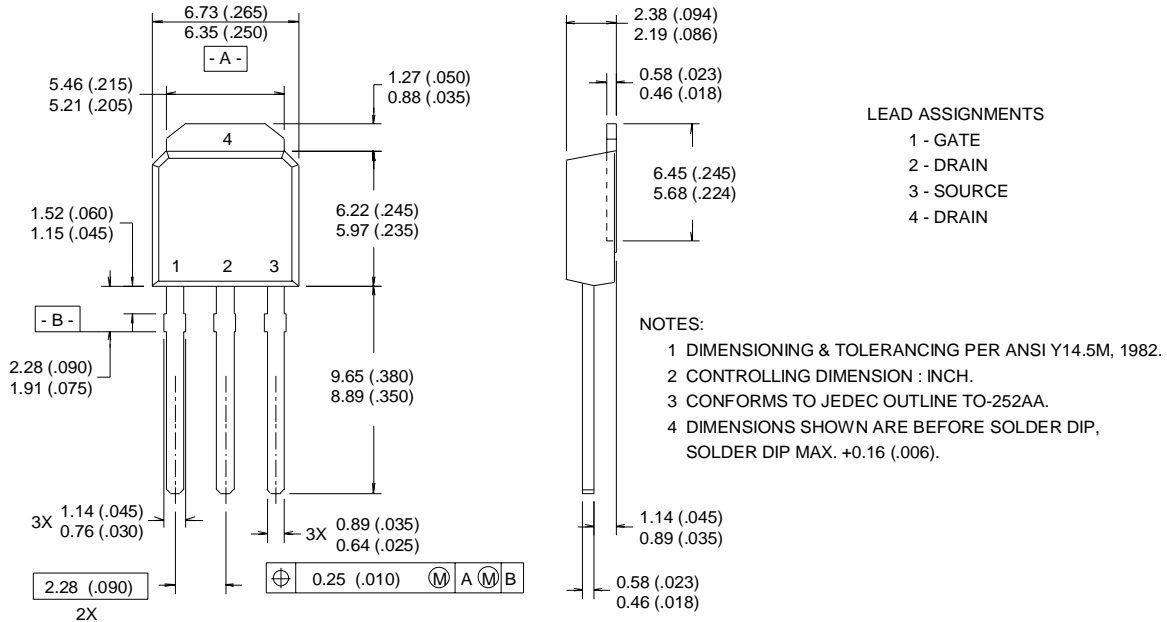 6.73 (.265)
6.35 (.250)
- A -
5.46 (.215)
5.21 (.205)
1.27 (.050)
0.88 (.035)
4
1.52 (.060)
1.15 (.045)
6.22 (.245)
5.97 (.235)
1 2 3
- B -
2.28 (.090)
1.91 (.075)
9.65 (.380)
8.89 (.350)
3X 1.14 (.045)
0.76 (.030)
3X 0.89 (.035)
0.64 (.025)
2.28 (.090)
2X
⌖ 0.25 (.010) Ⓜ A Ⓜ B
2.38 (.094)
2.19 (.086)
0.58 (.023)
0.46 (.018)
6.45 (.245)
5.68 (.224)
1.14 (.045)
0.89 (.035)
0.58 (.023)
0.46 (.018)
LEAD ASSIGNMENTS
1 - GATE
2 - DRAIN
3 - SOURCE
4 - DRAIN
NOTES:
1 DIMENSIONING & TOLERANCING PER ANSI Y14.5M, 1982.
2 CONTROLLING DIMENSION : INCH.
3 CONFORMS TO JEDEC OUTLINE TO-252AA.
4 DIMENSIONS SHOWN ARE BEFORE SOLDER DIP,
SOLDER DIP MAX. +0.16 (.006).